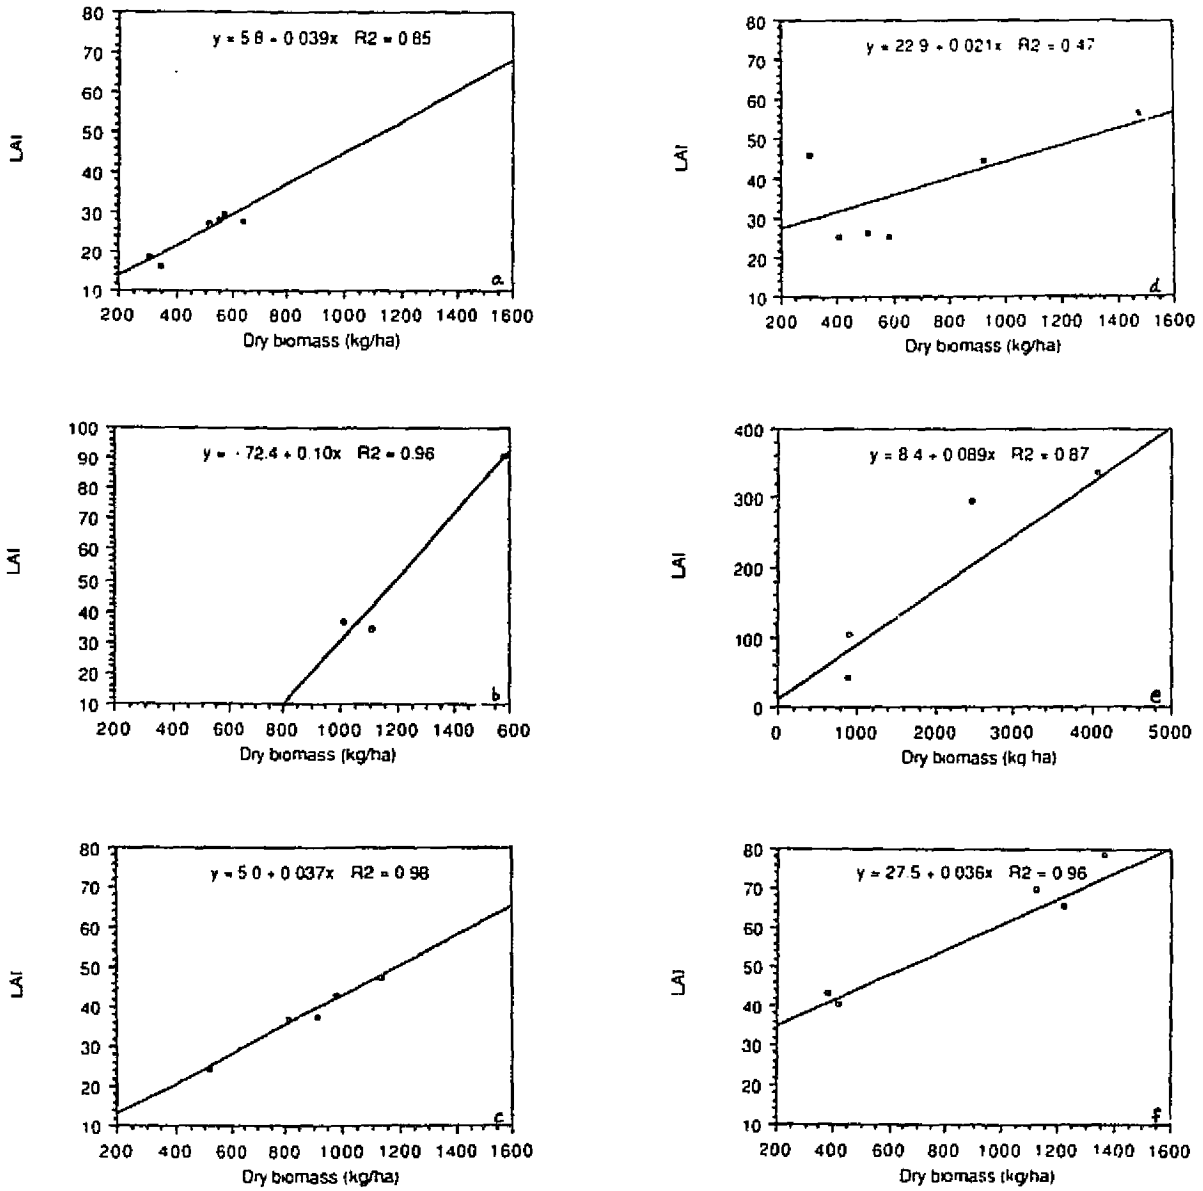 y = 5 8 + 0 039x R2 = 0 85
80
70
60
50
40
30
20
10
LAI
a
200 400 600 800 1000 1200 1400 1600
Dry biomass (kg/ha)
y = 22 9 + 0 021x R2 = 0 47
80
70
60
50
40
30
20
10
LAI
d
200 400 600 800 1000 1200 1400 1600
Dry biomass (kg/ha)
y = - 72.4 + 0.10x R2 = 0.96
100
90
80
70
60
50
40
30
20
10
LAI
b
200 400 600 800 1000 1200 1400 1600
Dry biomass (kg/ha)
y = 8 4 + 0 089x R2 = 0 87
400
300
200
100
0
LAI
e
0 1000 2000 3000 4000 5000
Dry biomass (kg ha)
y = 5 0 + 0 037x R2 = 0 98
80
70
60
50
40
30
20
10
LAI
c
200 400 600 800 1000 1200 1400 1600
Dry biomass (kg/ha)
y = 27.5 + 0 036x R2 = 0 96
80
70
60
50
40
30
20
10
LAI
f
200 400 600 800 1000 1200 1400 1600
Dry biomass (kg/ha)